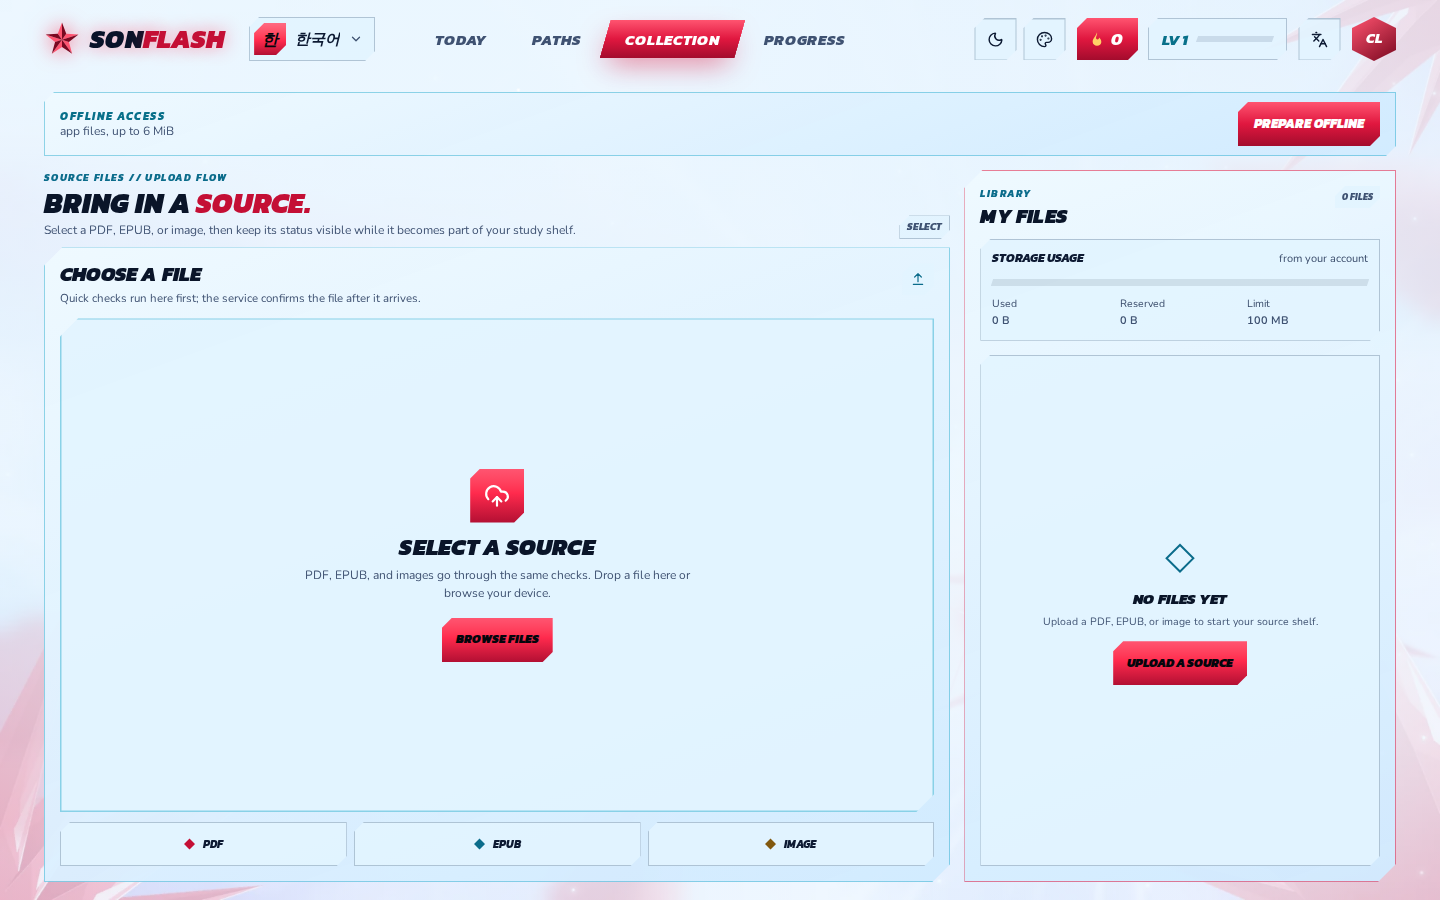 SONFLASH
한 한국어
TODAY
PATHS
COLLECTION
PROGRESS
0
LV 1
CL
OFFLINE ACCESS
app files, up to 6 MiB
PREPARE OFFLINE
SOURCE FILES // UPLOAD FLOW
BRING IN A SOURCE.
Select a PDF, EPUB, or image, then keep its status visible while it becomes part of your study shelf.
SELECT
CHOOSE A FILE
Quick checks run here first; the service confirms the file after it arrives.
SELECT A SOURCE
PDF, EPUB, and images go through the same checks. Drop a file here or
browse your device.
BROWSE FILES
PDF
EPUB
IMAGE
LIBRARY
MY FILES
0 FILES
STORAGE USAGE
from your account
Used
Reserved
Limit
0 B
0 B
100 MB
NO FILES YET
Upload a PDF, EPUB, or image to start your source shelf.
UPLOAD A SOURCE